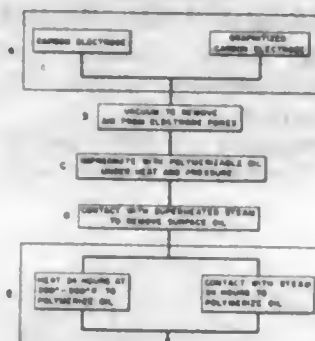 CARBON ELECTRODE
GRAPHITIZED
CARBON ELECTRODE
VACUUM TO REMOVE
AIR FROM ELECTRODE PORES
IMPREGNATE WITH POLYMERIZABLE OIL
UNDER HEAT AND PRESSURE
CONTACT WITH SUPERHEATED STEAM
TO REMOVE SURFACE OIL
HEAT 24 HOURS AT
TO
POLYMERIZE OIL
CONTACT WITH STEAM
24 HOURS TO
POLYMERIZE OIL